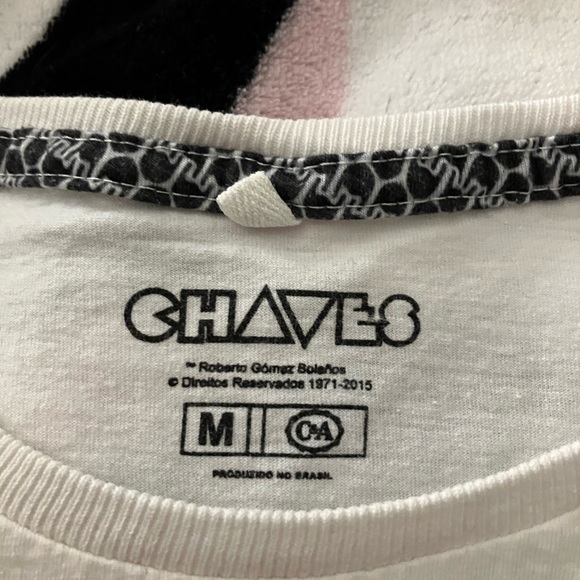 CHAVES
™ Roberto Gómez Bolaños
© Direitos Reservados 1971-2015
M C&A
PRODUZIDO NO BRASIL